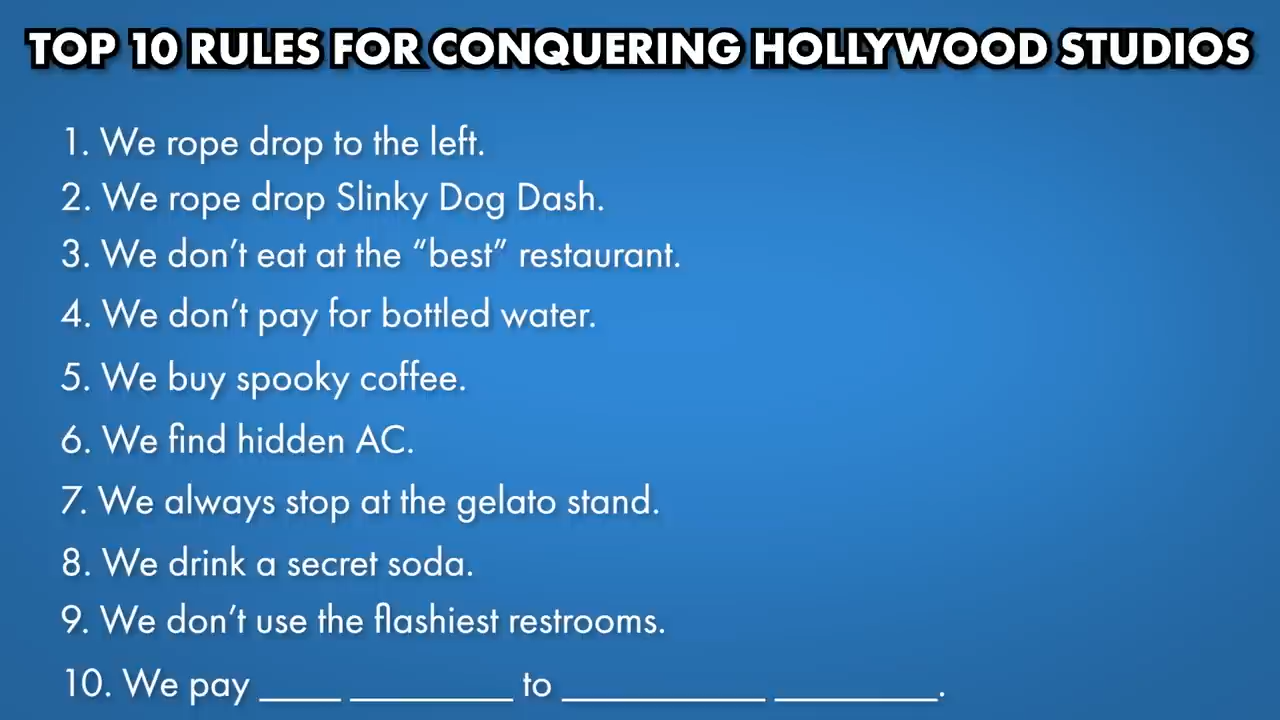 TOP 10 RULES FOR CONQUERING HOLLYWOOD STUDIOS
1. We rope drop to the left.
2. We rope drop Slinky Dog Dash.
3. We don’t eat at the “best” restaurant.
4. We don’t pay for bottled water.
5. We buy spooky coffee.
6. We find hidden AC.
7. We always stop at the gelato stand.
8. We drink a secret soda.
9. We don’t use the flashiest restrooms.
10. We pay ____ ________ to __________ ________.